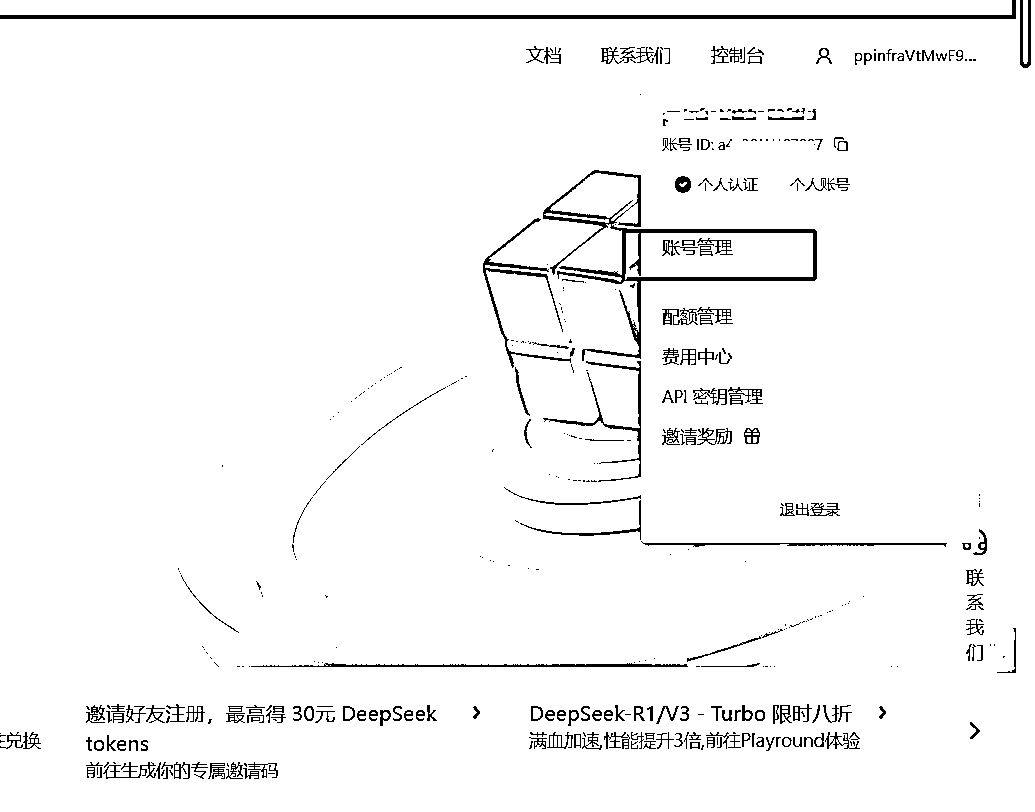 文档 联系我们 控制台 ppinfraVtMwF9...
账号 ID: a4
个人认证 个人账号
账号管理
配额管理
费用中心
API 密钥管理
邀请奖励
退出登录
联系我们
邀请好友注册，最高得 30元 DeepSeek
tokens
前往生成你的专属邀请码
DeepSeek-R1/V3 - Turbo 限时八折
满血加速,性能提升3倍,前往Playround体验
兑换